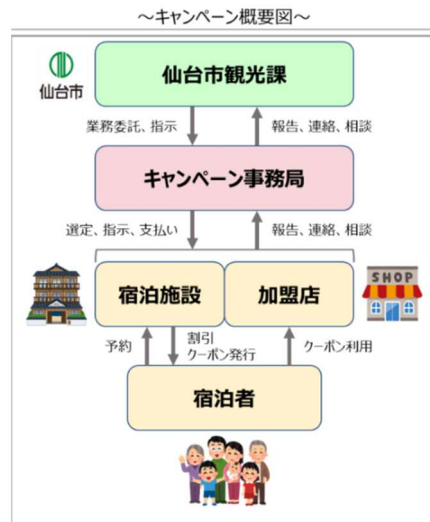 ～キャンペーン概要図～
仙台市
仙台市観光課
業務委託、指示
報告、連絡、相談
キャンペーン事務局
選定、指示、支払い
報告、連絡、相談
宿泊施設
加盟店
SHOP
予約
割引
クーポン発行
クーポン利用
宿泊者